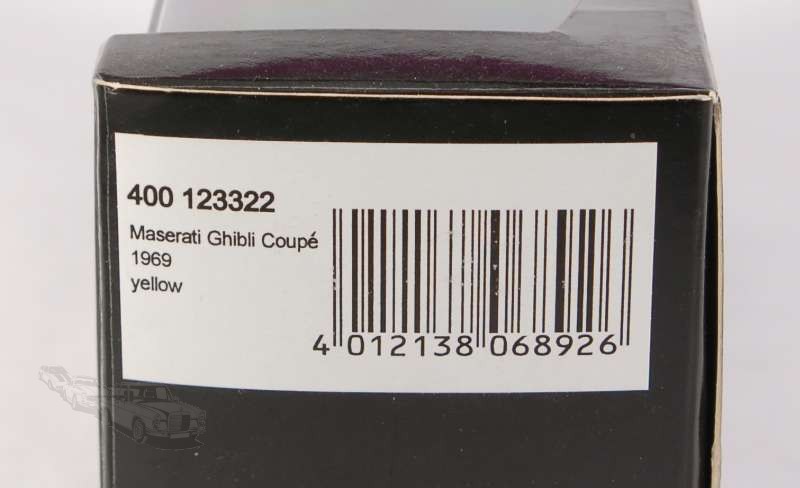 400 123322
Maserati Ghibli Coupé
1969
yellow
4 012138 068926